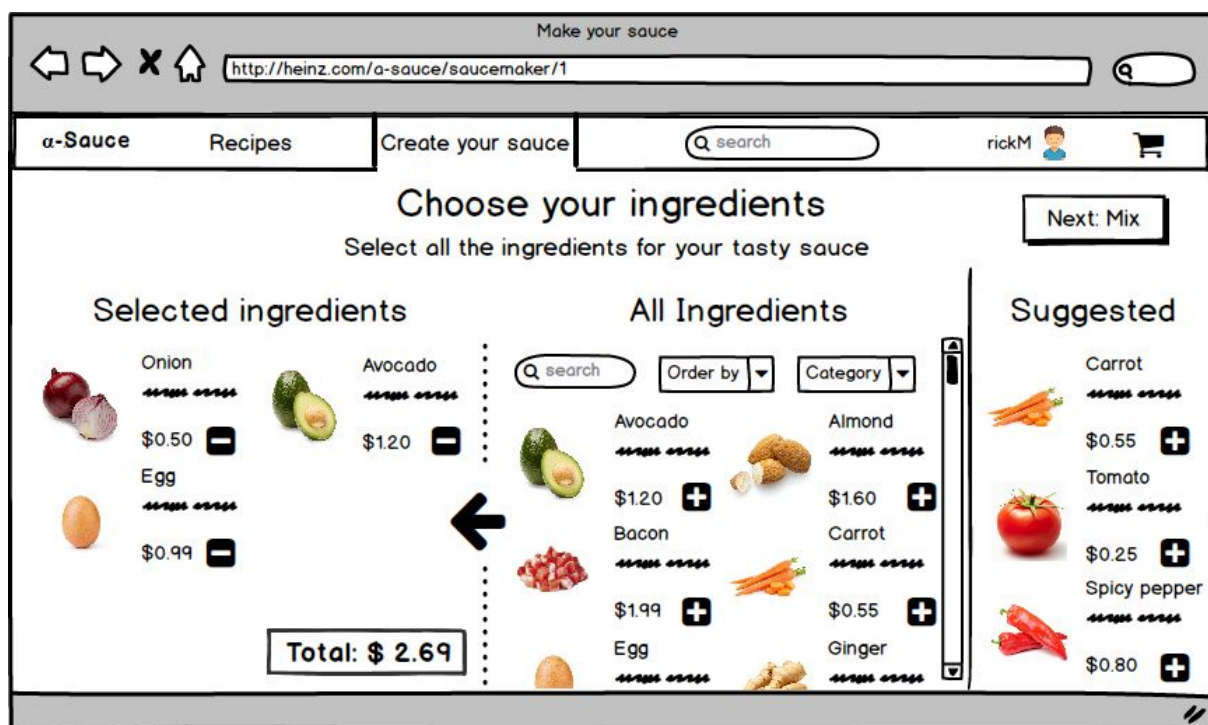 Make your sauce
http://heinz.com/a-sauce/saucemaker/1
α-Sauce Recipes Create your sauce search rickM
Choose your ingredients
Next: Mix
Select all the ingredients for your tasty sauce
Selected ingredients
Onion
$0.50
Avocado
$1.20
Egg
$0.99
Total: $ 2.69
All Ingredients
search Order by Category
Avocado
$1.20
Almond
$1.60
Bacon
$1.99
Carrot
$0.55
Egg
Ginger
Suggested
Carrot
$0.55
Tomato
$0.25
Spicy pepper
$0.80